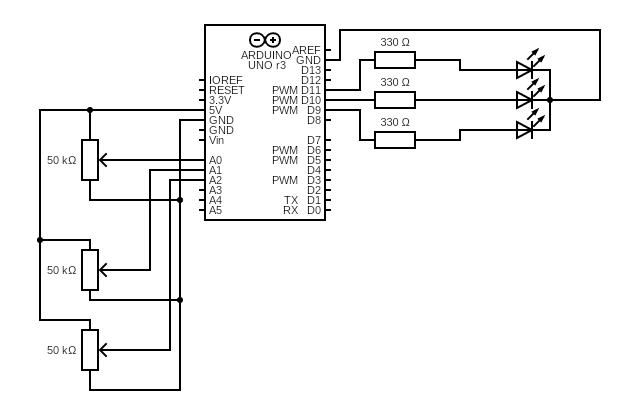 330 Ω
AREF
ARDUINO
UNO r3
GND
D13
IOREF
D12
330 Ω
RESET
PWM D11
3.3V
PWM D10
5V
PWM D9
GND
D8
330 Ω
GND
Vin
D7
PWM D6
50 kΩ
A0
PWM D5
A1
D4
A2
PWM D3
A3
D2
A4
TX D1
A5
RX D0
50 kΩ
50 kΩ